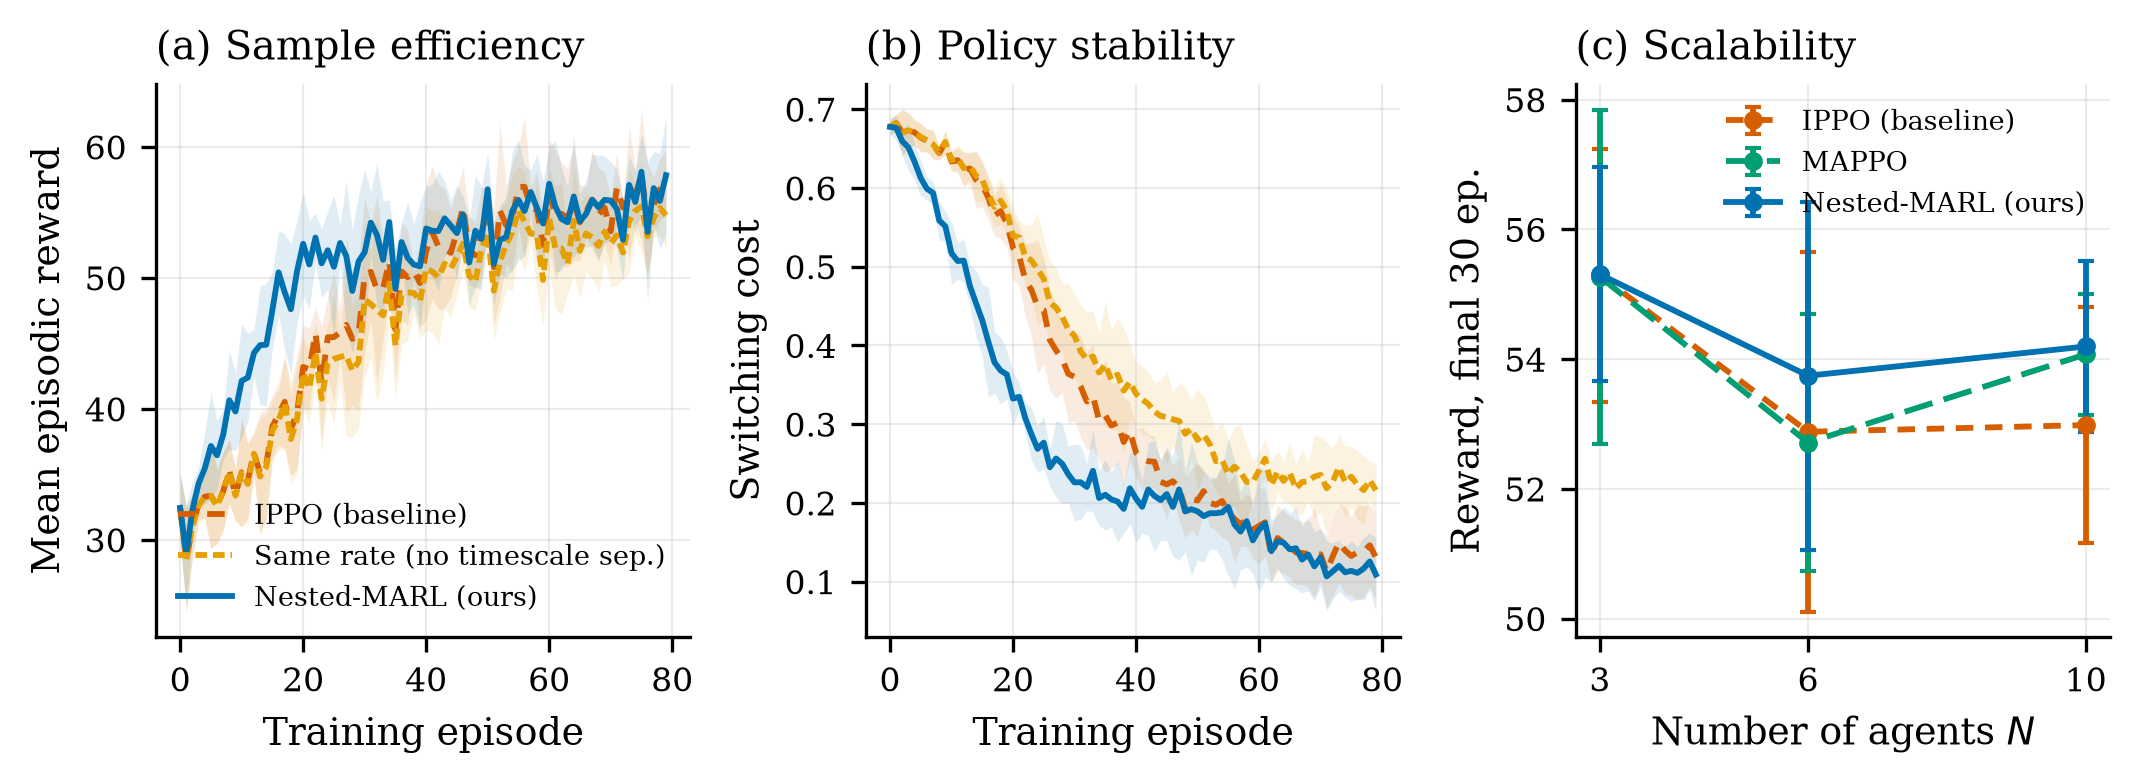 (a) Sample efficiency
Mean episodic reward
60
50
40
30
IPPO (baseline)
Same rate (no timescale sep.)
Nested-MARL (ours)
0 20 40 60 80
Training episode
(b) Policy stability
Switching cost
0.7
0.6
0.5
0.4
0.3
0.2
0.1
0 20 40 60 80
Training episode
(c) Scalability
Reward, final 30 ep.
58
56
54
52
50
IPPO (baseline)
MAPPO
Nested-MARL (ours)
3 6 10
Number of agents N